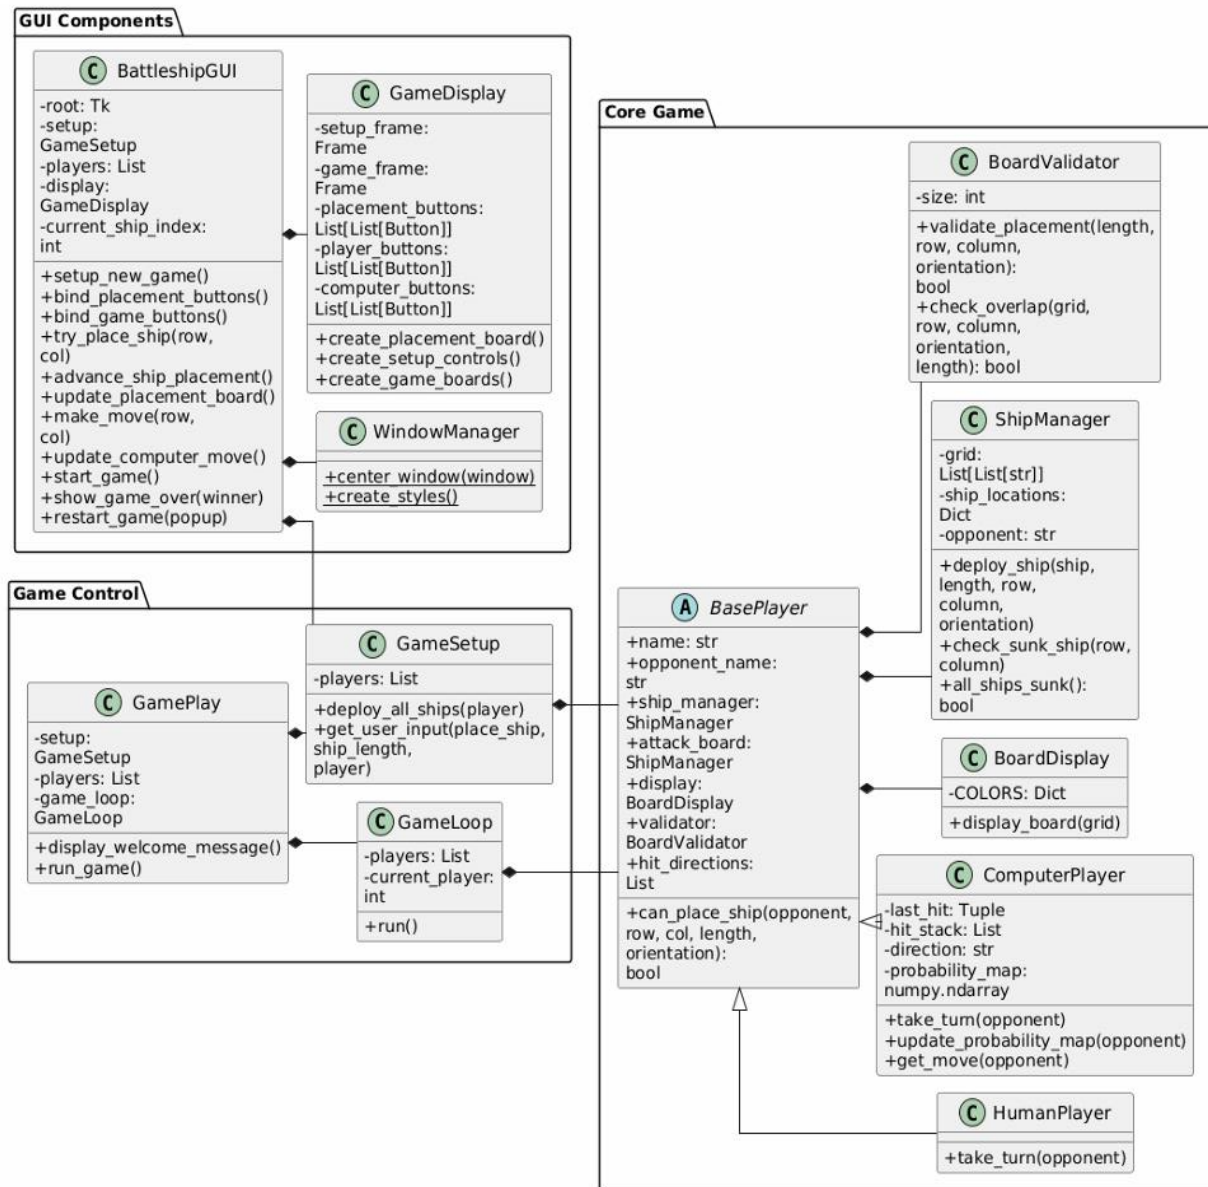 GUI Components
C BattleshipGUI
-root: Tk
-setup:
GameSetup
-players: List
-display:
GameDisplay
-current_ship_index:
int
+setup_new_game()
+bind_placement_buttons()
+bind_game_buttons()
+try_place_ship(row,
col)
+advance_ship_placement()
+update_placement_board()
+make_move(row,
col)
+update_computer_move()
+start_game()
+show_game_over(winner)
+restart_game(popup)
C GameDisplay
-setup_frame:
Frame
-game_frame:
Frame
-placement_buttons:
List[List[Button]]
-player_buttons:
List[List[Button]]
-computer_buttons:
List[List[Button]]
+create_placement_board()
+create_setup_controls()
+create_game_boards()
C WindowManager
+center_window(window)
+create_styles()
Game Control
C GameSetup
-players: List
+deploy_all_ships(player)
+get_user_input(place_ship,
ship_length,
player)
C GamePlay
-setup:
GameSetup
-players: List
-game_loop:
GameLoop
+display_welcome_message()
+run_game()
C GameLoop
-players: List
-current_player:
int
+run()
Core Game
C BoardValidator
-size: int
+validate_placement(length,
row, column,
orientation):
bool
+check_overlap(grid,
row, column,
orientation,
length): bool
C ShipManager
-grid:
List[List[str]]
-ship_locations:
Dict
-opponent: str
+deploy_ship(ship,
length, row,
column,
orientation)
+check_sunk_ship(row,
column)
+all_ships_sunk():
bool
A BasePlayer
+name: str
+opponent_name:
str
+ship_manager:
ShipManager
+attack_board:
ShipManager
+display:
BoardDisplay
+validator:
BoardValidator
+hit_directions:
List
+can_place_ship(opponent,
row, col, length,
orientation):
bool
C BoardDisplay
-COLORS: Dict
+display_board(grid)
C ComputerPlayer
-last_hit: Tuple
-hit_stack: List
-direction: str
-probability_map:
numpy.ndarray
+take_turn(opponent)
+update_probability_map(opponent)
+get_move(opponent)
C HumanPlayer
+take_turn(opponent)